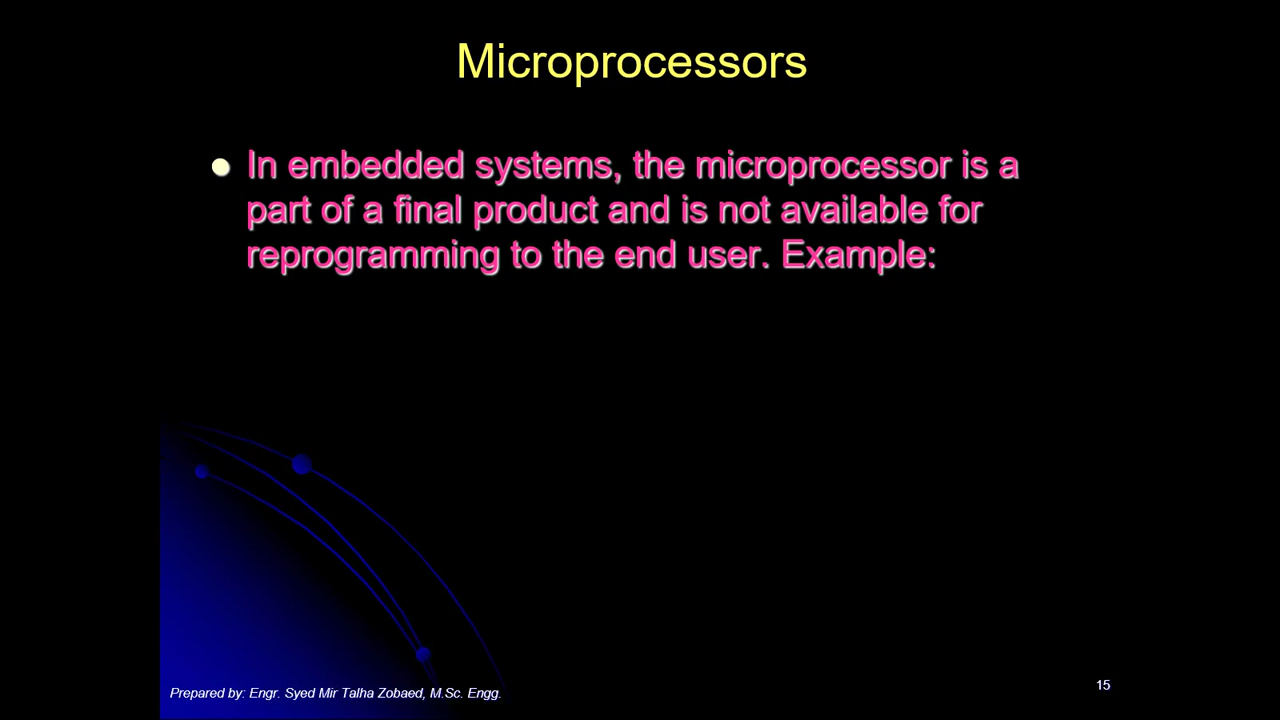 Microprocessors
In embedded systems, the microprocessor is a
part of a final product and is not available for
reprogramming to the end user. Example:
Prepared by: Engr. Syed Mir Talha Zobaed, M.Sc. Engg.
15